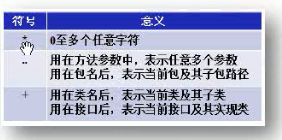 符号 意义
* 0至多个任意字符
.. 用在方法参数中，表示任意多个参数
用在包名后，表示当前包及其子包路径
+ 用在类名后，表示当前类及其子类
用在接口后，表示当前接口及其实现类